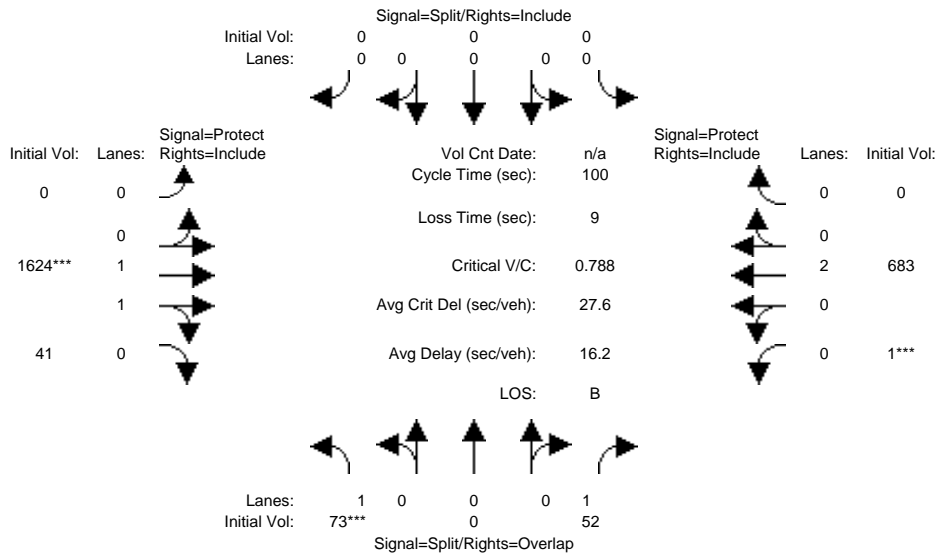 Signal=Split/Rights=Include
Initial Vol: 0 0 0
Lanes: 0 0 0 0 0
Signal=Protect
Initial Vol: Lanes: Rights=Include
Vol Cnt Date: n/a
Signal=Protect
Rights=Include Lanes: Initial Vol:
Cycle Time (sec): 100
0 0
0 0
Loss Time (sec): 9
0
0
1624*** 1
Critical V/C: 0.788
2 683
1
Avg Crit Del (sec/veh): 27.6
0
41 0
Avg Delay (sec/veh): 16.2
0 1***
LOS: B
Lanes: 1 0 0 0 1
Initial Vol: 73*** 0 52
Signal=Split/Rights=Overlap